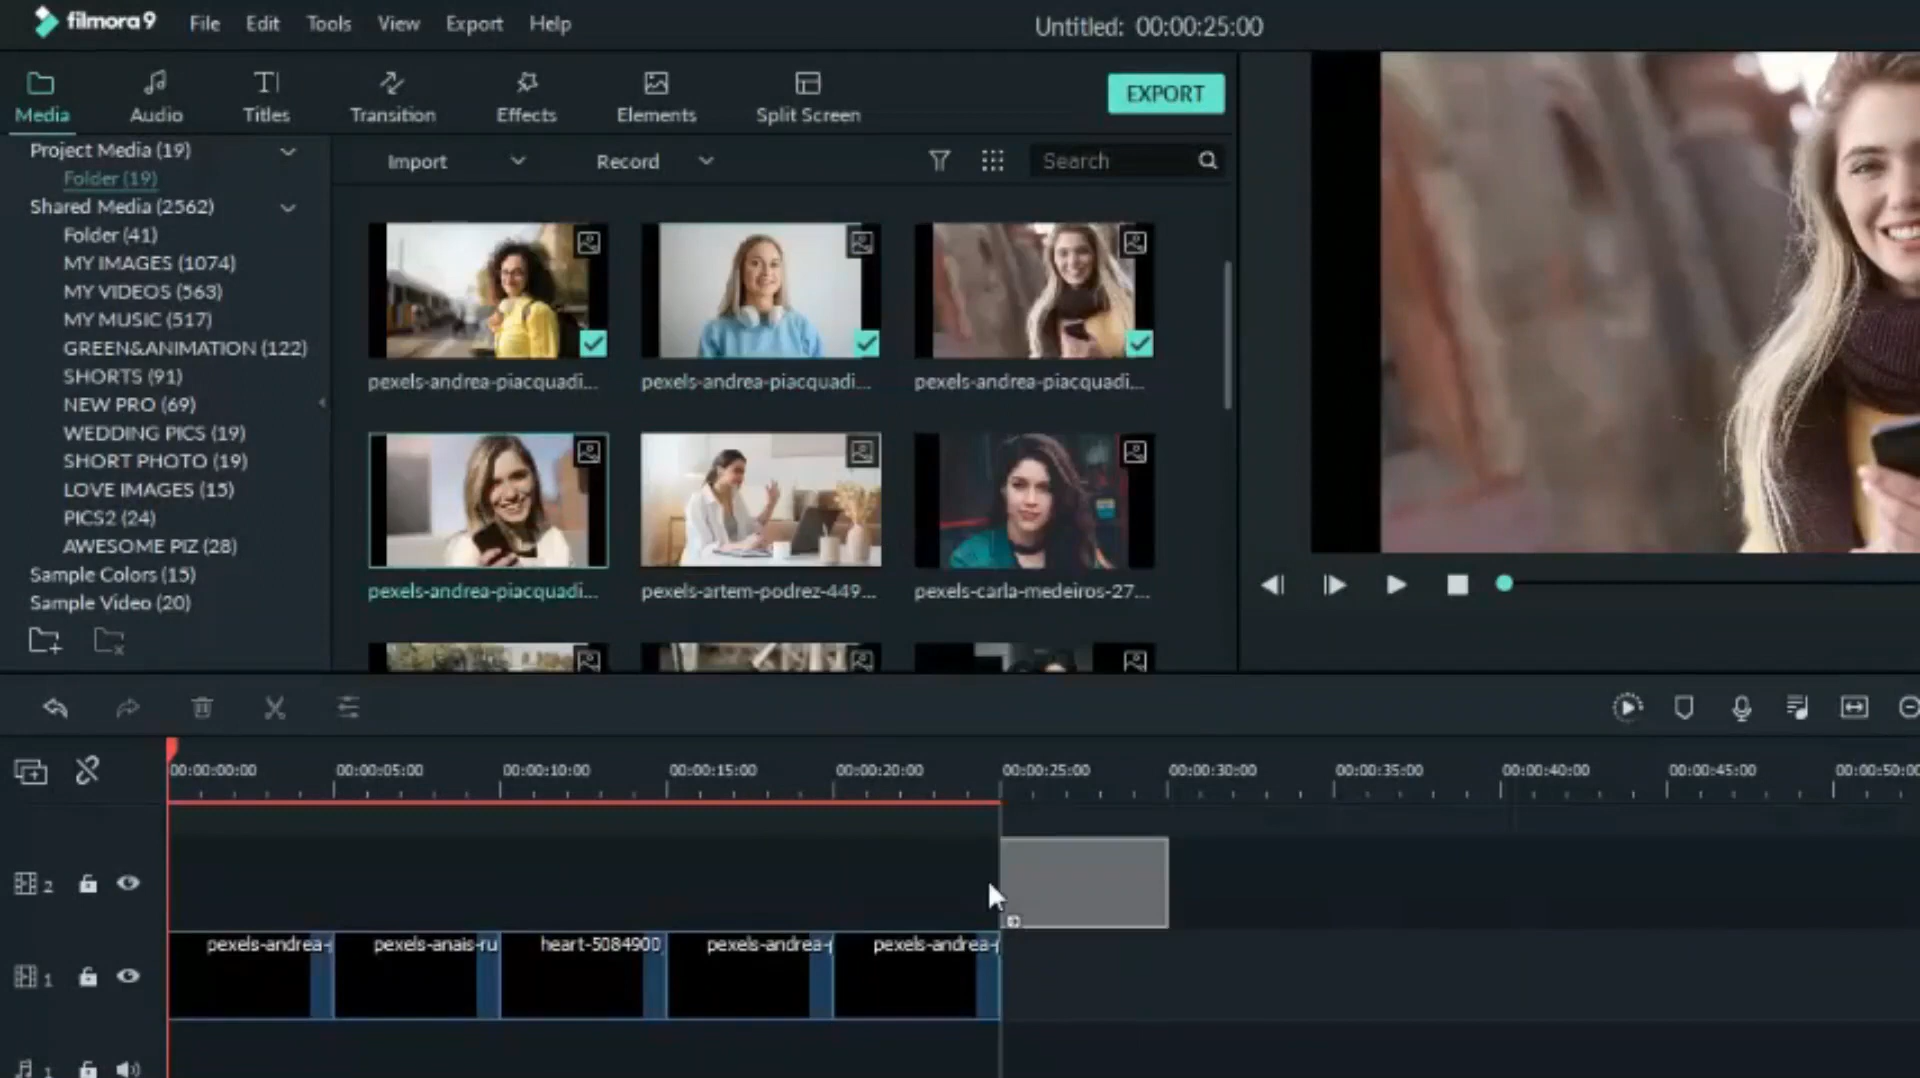 filmora9 File Edit Tools View Export Help Untitled: 00:00:25:00
Media Audio Titles Transition Effects Elements Split Screen EXPORT
Project Media (19)
Folder (19)
Shared Media (2562)
Folder (41)
MY IMAGES (1074)
MY VIDEOS (563)
MY MUSIC (517)
GREEN&ANIMATION (122)
SHORTS (91)
NEW PRO (69)
WEDDING PICS (19)
SHORT PHOTO (19)
LOVE IMAGES (15)
PICS2 (24)
AWESOME PIZ (28)
Sample Colors (15)
Sample Video (20)
Import Record Search
pexels-andrea-piacquadi... pexels-andrea-piacquadi... pexels-andrea-piacquadi...
pexels-andrea-piacquadi... pexels-artem-podrez-449... pexels-carla-medeiros-27...
00:00:00:00 00:00:05:00 00:00:10:00 00:00:15:00 00:00:20:00 00:00:25:00 00:00:30:00 00:00:35:00 00:00:40:00 00:00:45:00 00:00:50:00
2
pexels-andrea- pexels-anais-ru heart-5084900 pexels-andrea-p pexels-andrea-p
1
1